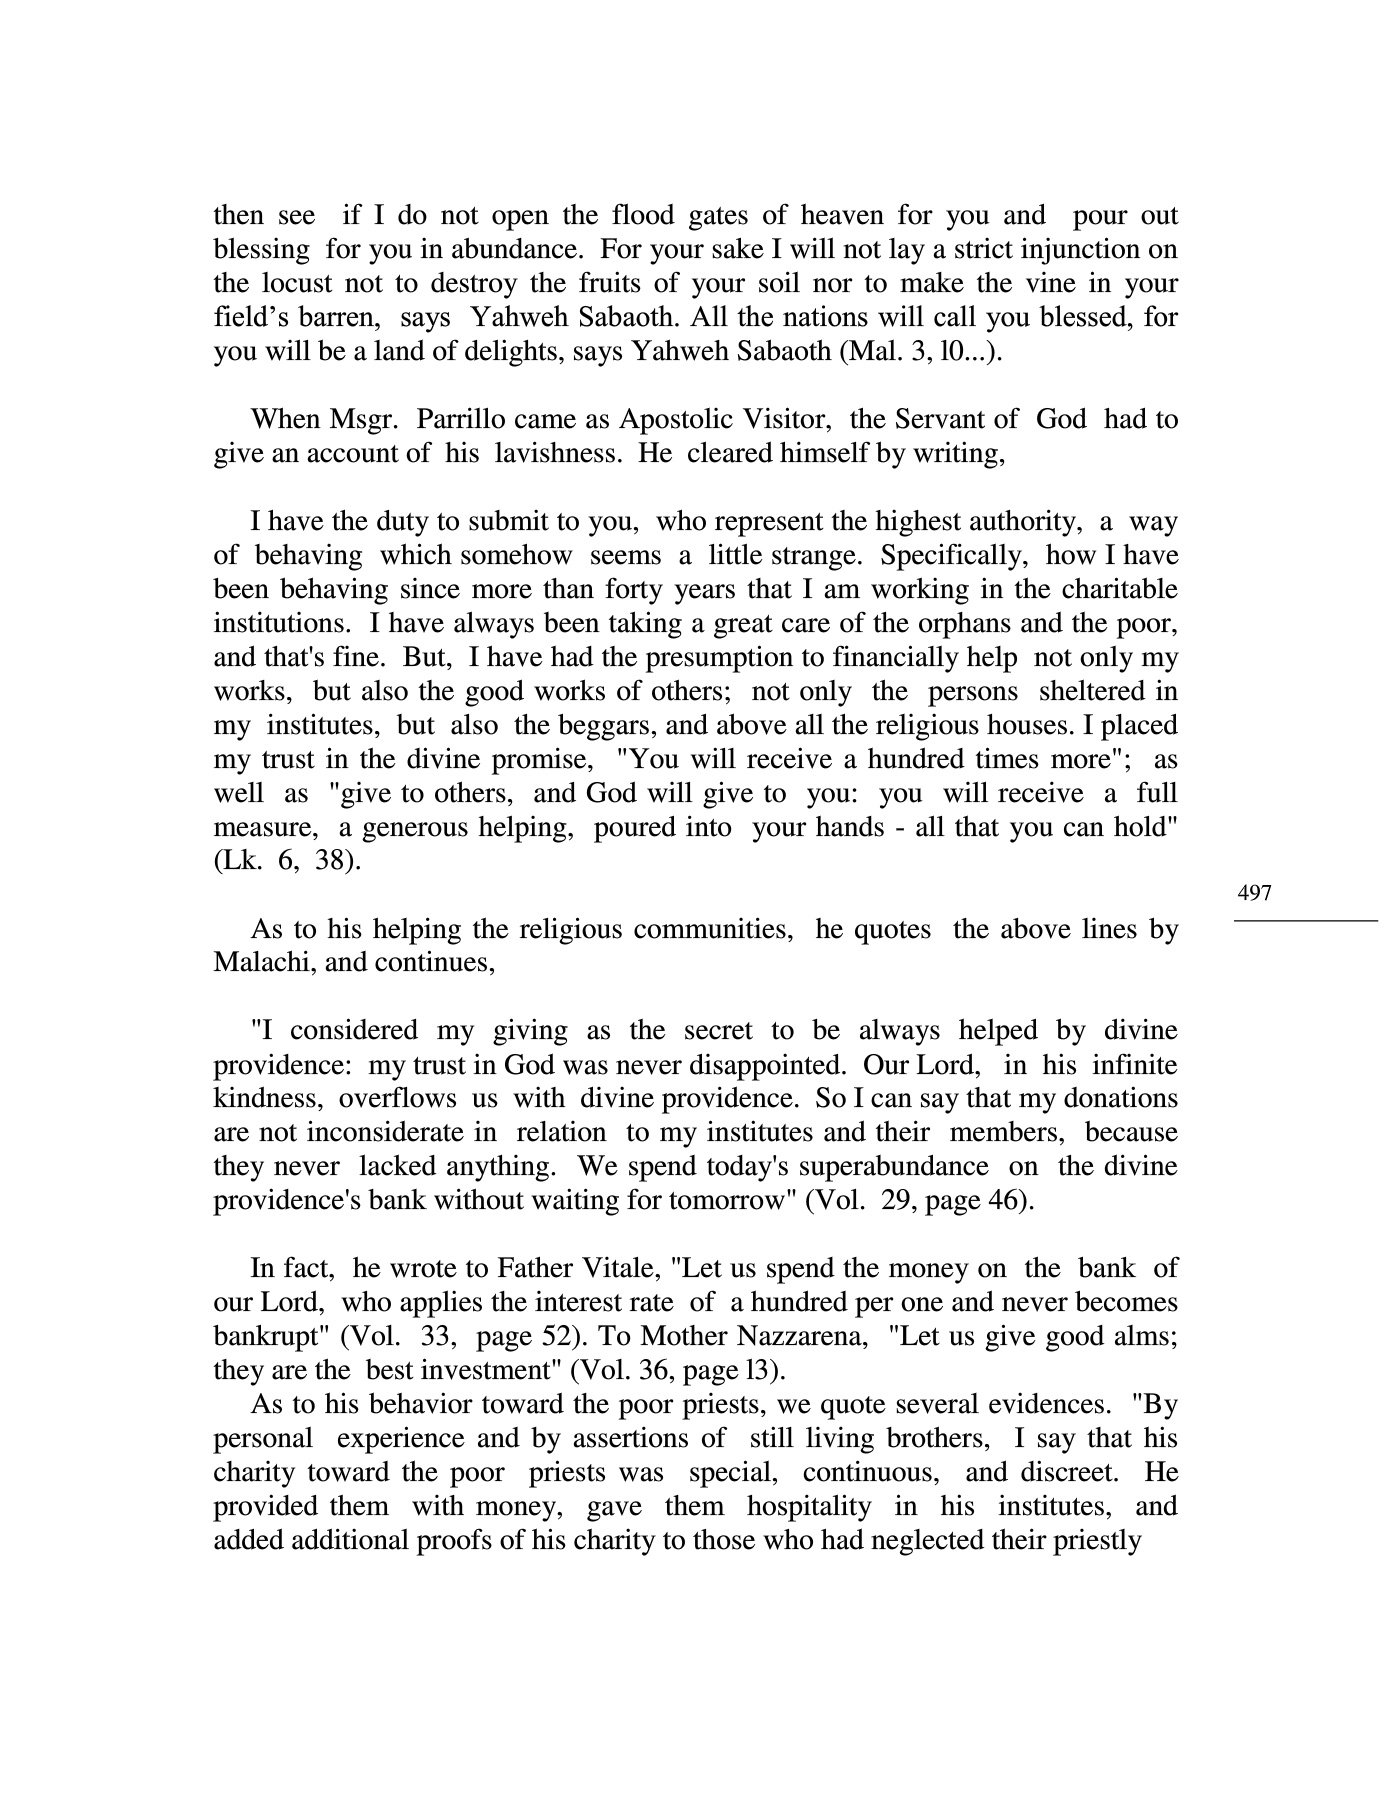 then see if I do not open the flood gates of heaven for you and pour out
blessing for you in abundance. For your sake I will not lay a strict injunction on
the locust not to destroy the fruits of your soil nor to make the vine in your
field’s barren, says Yahweh Sabaoth. All the nations will call you blessed, for
you will be a land of delights, says Yahweh Sabaoth (Mal. 3, l0...).
When Msgr. Parrillo came as Apostolic Visitor, the Servant of God had to
give an account of his lavishness. He cleared himself by writing,
I have the duty to submit to you, who represent the highest authority, a way
of behaving which somehow seems a little strange. Specifically, how I have
been behaving since more than forty years that I am working in the charitable
institutions. I have always been taking a great care of the orphans and the poor,
and that's fine. But, I have had the presumption to financially help not only my
works, but also the good works of others; not only the persons sheltered in
my institutes, but also the beggars, and above all the religious houses. I placed
my trust in the divine promise, "You will receive a hundred times more"; as
well as "give to others, and God will give to you: you will receive a full
measure, a generous helping, poured into your hands - all that you can hold"
(Lk. 6, 38).
497
As to his helping the religious communities, he quotes the above lines by
Malachi, and continues,
"I considered my giving as the secret to be always helped by divine
providence: my trust in God was never disappointed. Our Lord, in his infinite
kindness, overflows us with divine providence. So I can say that my donations
are not inconsiderate in relation to my institutes and their members, because
they never lacked anything. We spend today's superabundance on the divine
providence's bank without waiting for tomorrow" (Vol. 29, page 46).
In fact, he wrote to Father Vitale, "Let us spend the money on the bank of
our Lord, who applies the interest rate of a hundred per one and never becomes
bankrupt" (Vol. 33, page 52). To Mother Nazzarena, "Let us give good alms;
they are the best investment" (Vol. 36, page l3).
As to his behavior toward the poor priests, we quote several evidences. "By
personal experience and by assertions of still living brothers, I say that his
charity toward the poor priests was special, continuous, and discreet. He
provided them with money, gave them hospitality in his institutes, and
added additional proofs of his charity to those who had neglected their priestly